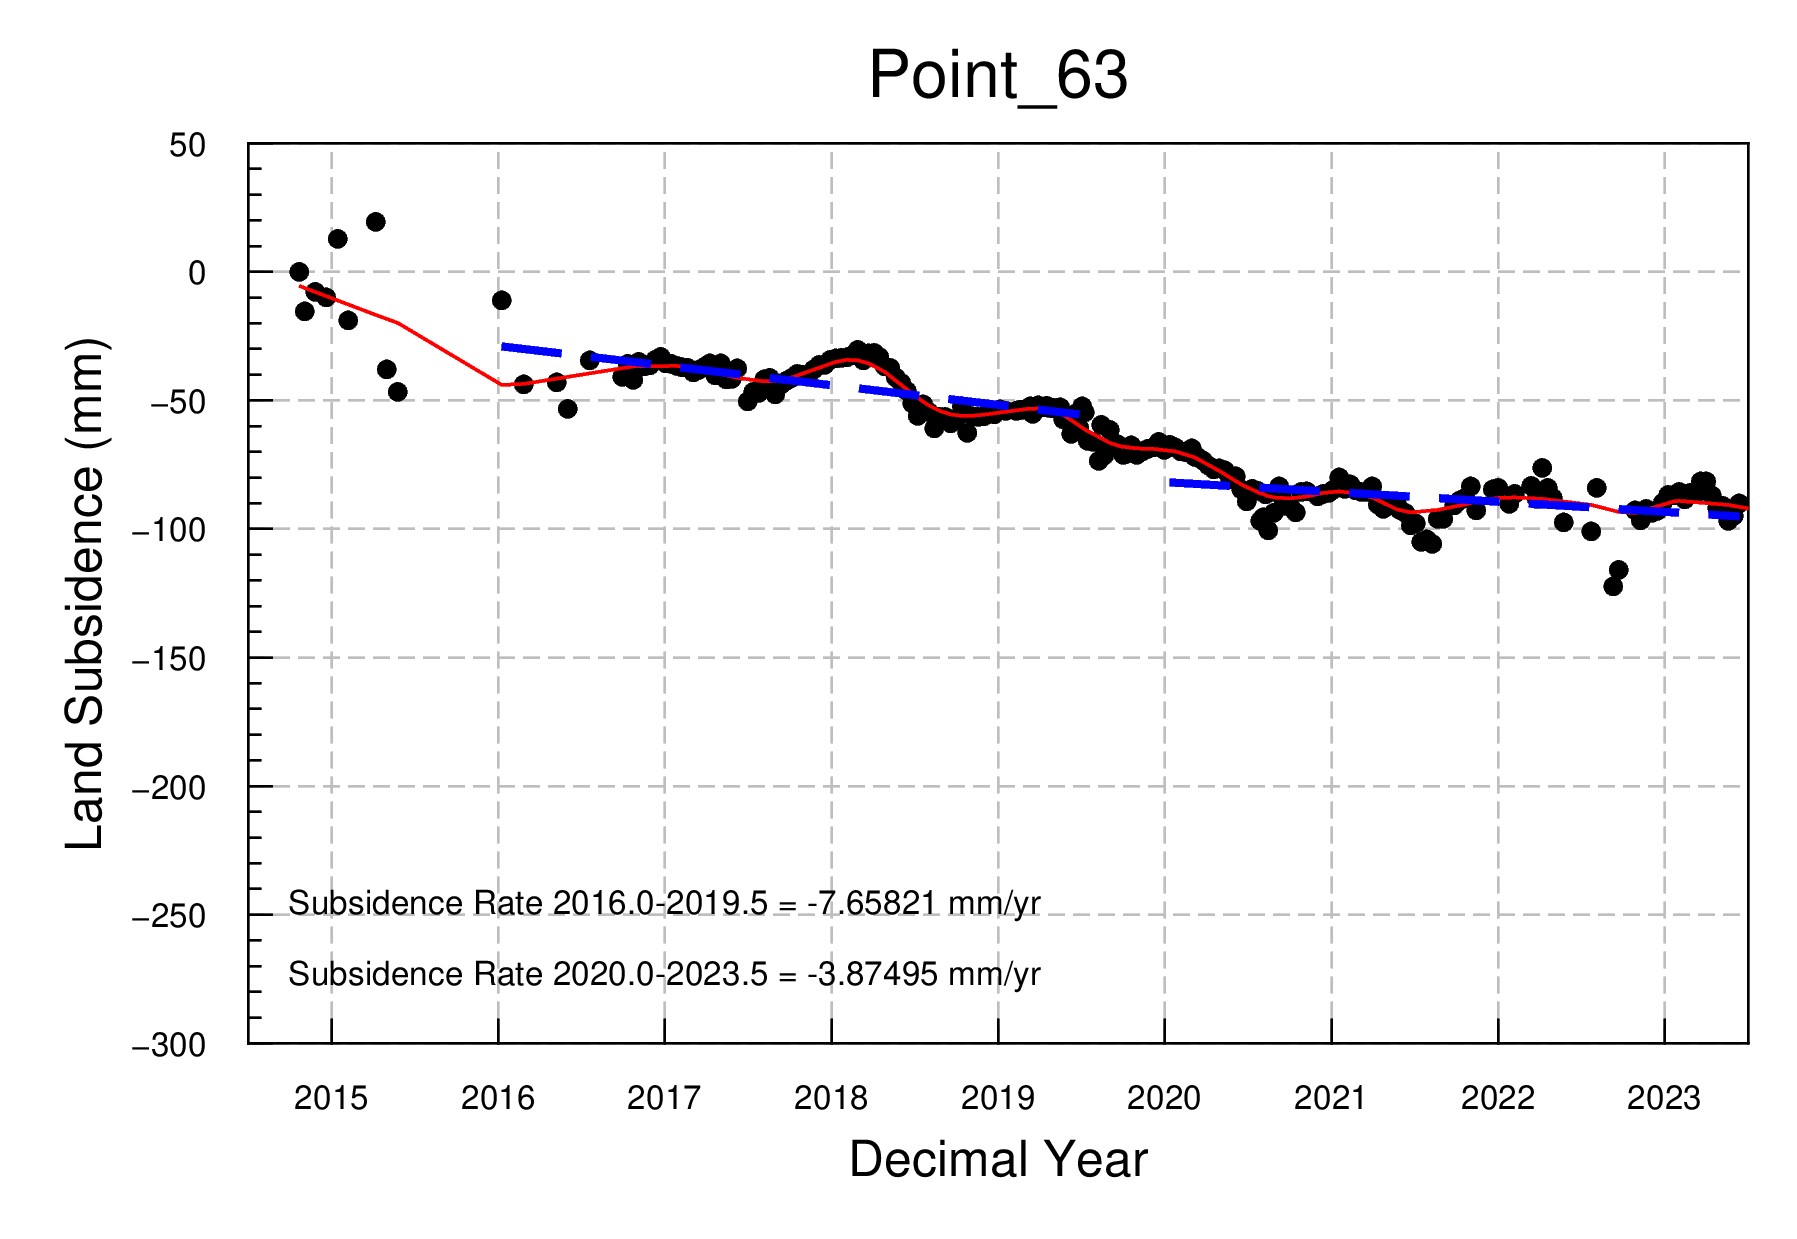 Point_63
50
0
−50
−100
−150
−200
−250
−300
Land Subsidence (mm)
Subsidence Rate 2016.0-2019.5 = -7.65821 mm/yr
Subsidence Rate 2020.0-2023.5 = -3.87495 mm/yr
2015 2016 2017 2018 2019 2020 2021 2022 2023
Decimal Year